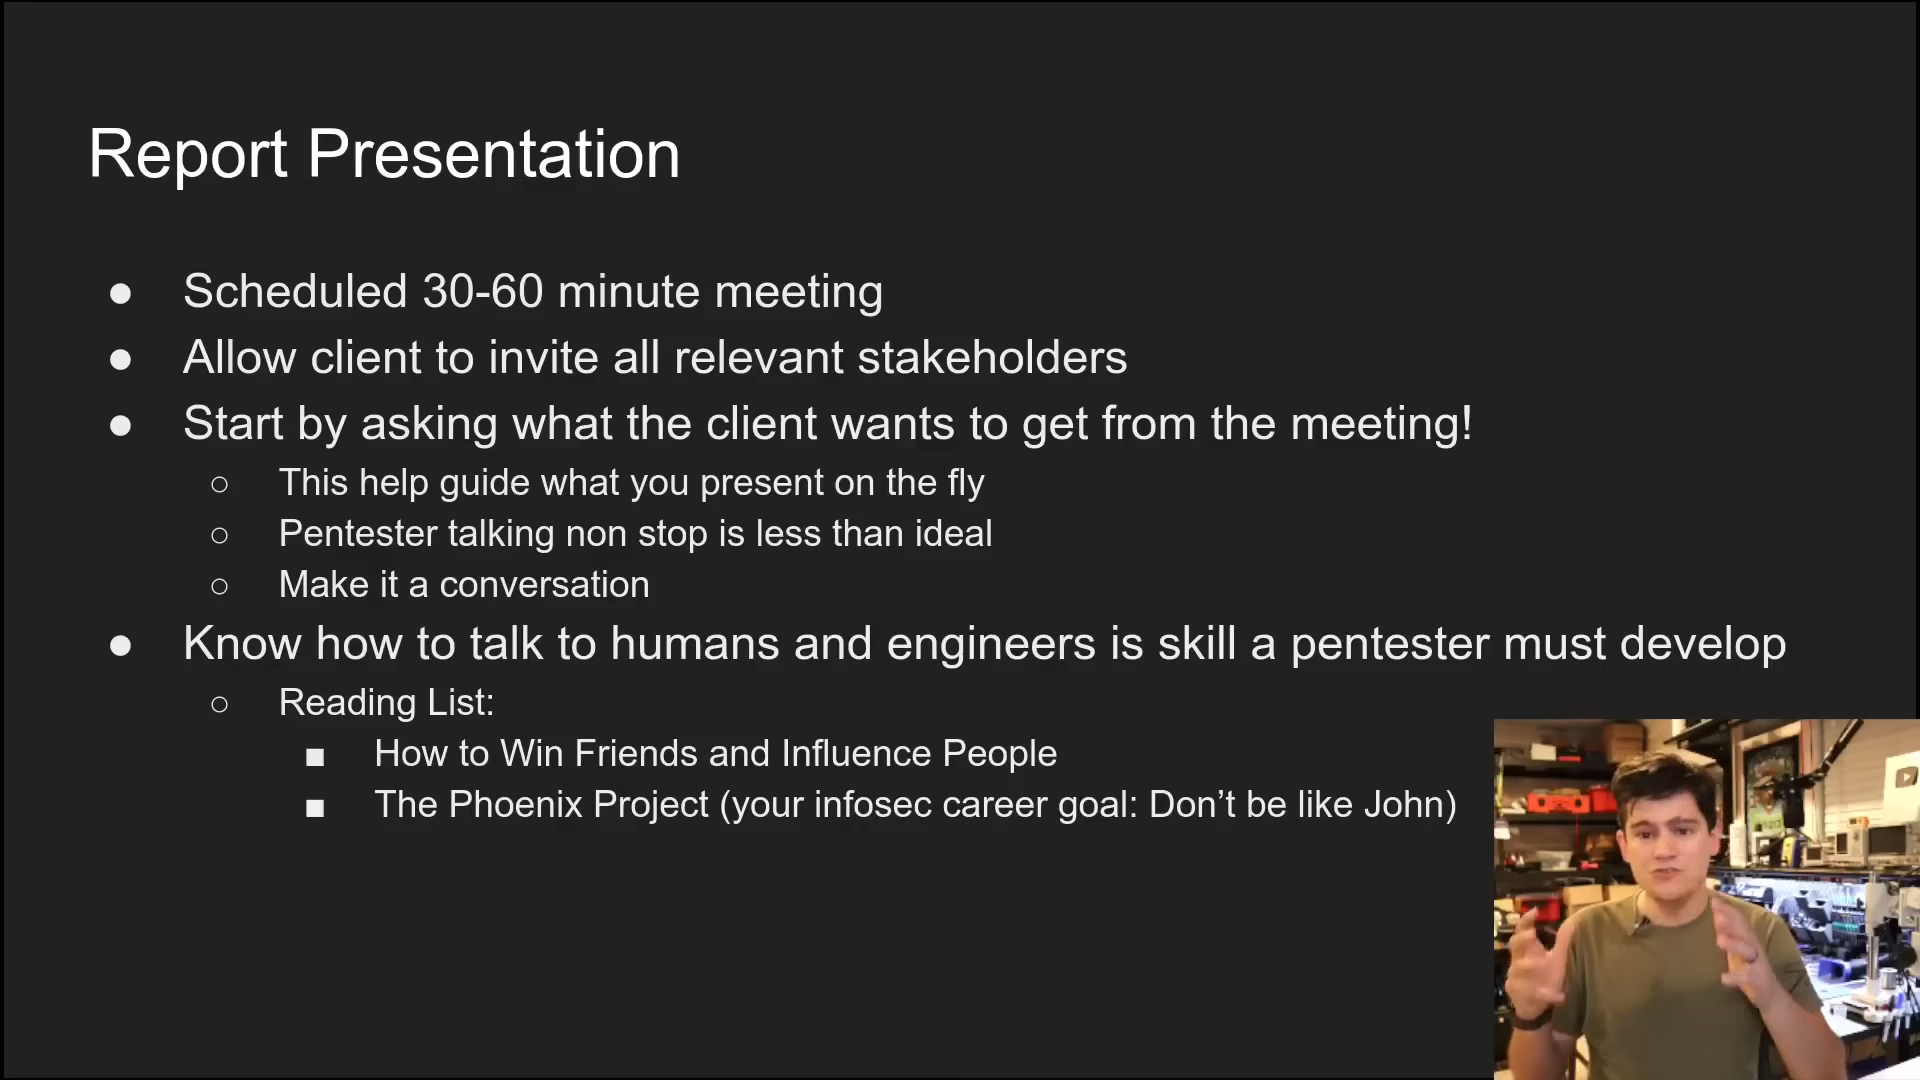 Report Presentation
● Scheduled 30-60 minute meeting
● Allow client to invite all relevant stakeholders
● Start by asking what the client wants to get from the meeting!
○ This help guide what you present on the fly
○ Pentester talking non stop is less than ideal
○ Make it a conversation
● Know how to talk to humans and engineers is skill a pentester must develop
○ Reading List:
■ How to Win Friends and Influence People
■ The Phoenix Project (your infosec career goal: Don’t be like John)